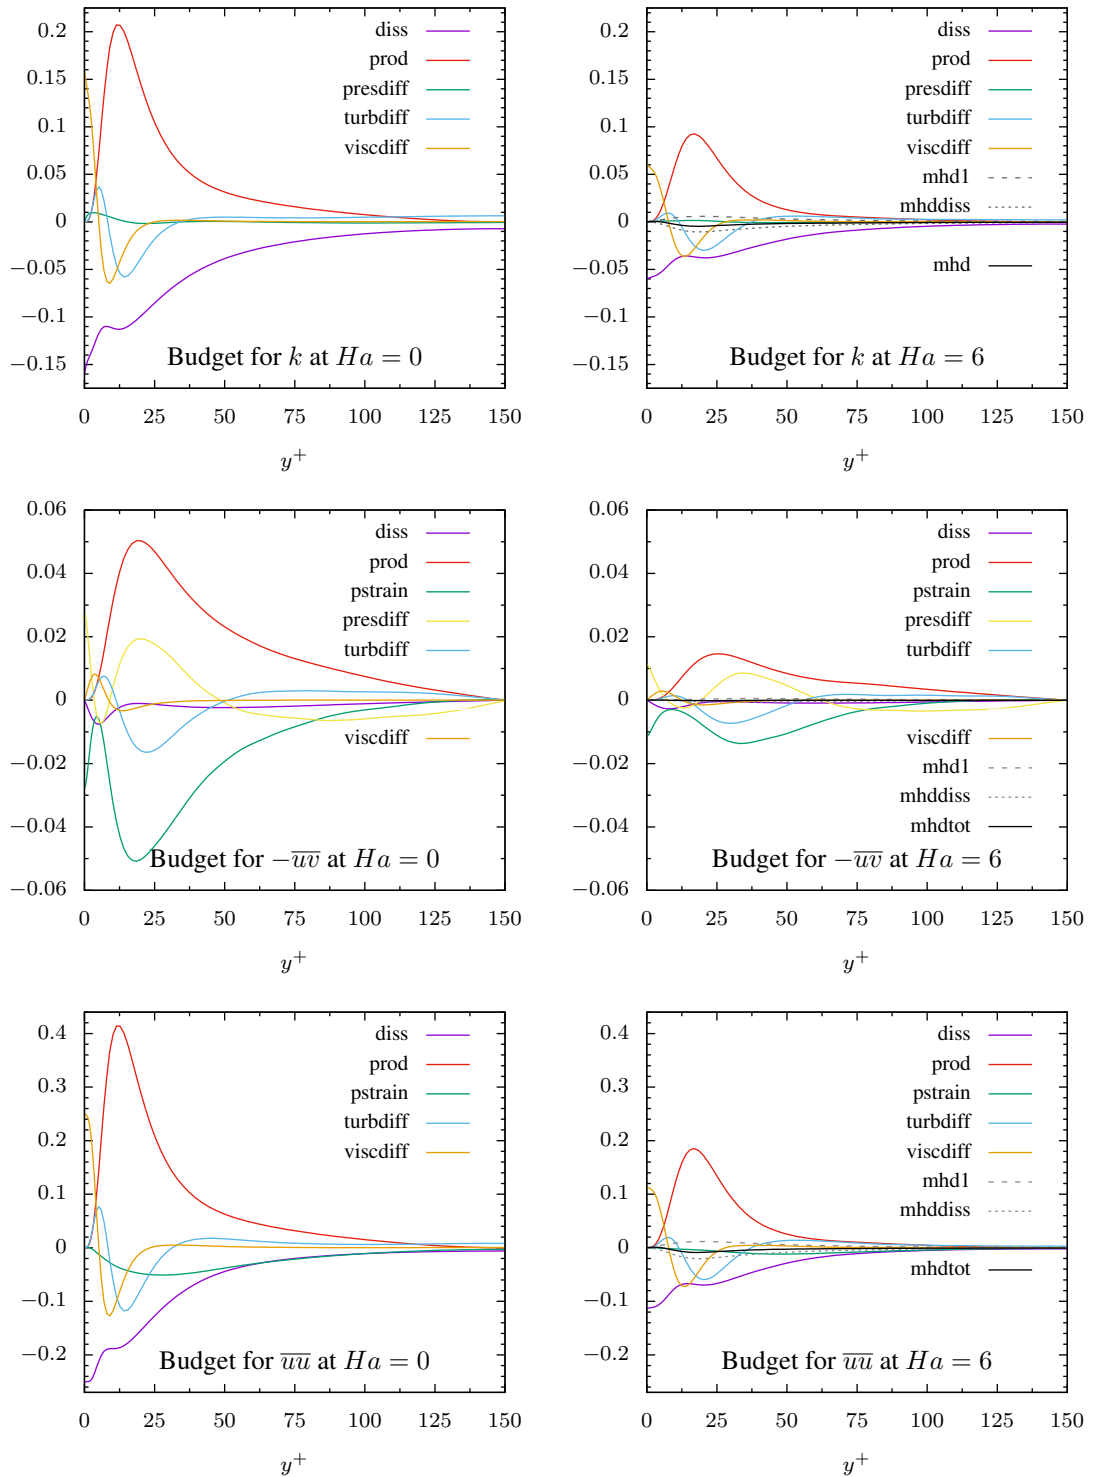 0.2
0.15
0.1
0.05
0
−0.05
−0.1
−0.15
diss
prod
presdiff
turbdiff
viscdiff
Budget for k at Ha = 0
0 25 50 75 100 125 150
y+
0.2
0.15
0.1
0.05
0
−0.05
−0.1
−0.15
diss
prod
presdiff
turbdiff
viscdiff
mhd1
mhddiss
mhd
Budget for k at Ha = 6
0 25 50 75 100 125 150
y+
0.06
0.04
0.02
0
−0.02
−0.04
−0.06
diss
prod
pstrain
presdiff
turbdiff
viscdiff
Budget for −u̅v̅ at Ha = 0
0 25 50 75 100 125 150
y+
0.06
0.04
0.02
0
−0.02
−0.04
−0.06
diss
prod
pstrain
presdiff
turbdiff
viscdiff
mhd1
mhddiss
mhdtot
Budget for −u̅v̅ at Ha = 6
0 25 50 75 100 125 150
y+
0.4
0.3
0.2
0.1
0
−0.1
−0.2
diss
prod
pstrain
turbdiff
viscdiff
Budget for u̅u̅ at Ha = 0
0 25 50 75 100 125 150
y+
0.4
0.3
0.2
0.1
0
−0.1
−0.2
diss
prod
pstrain
turbdiff
viscdiff
mhd1
mhddiss
mhdtot
Budget for u̅u̅ at Ha = 6
0 25 50 75 100 125 150
y+